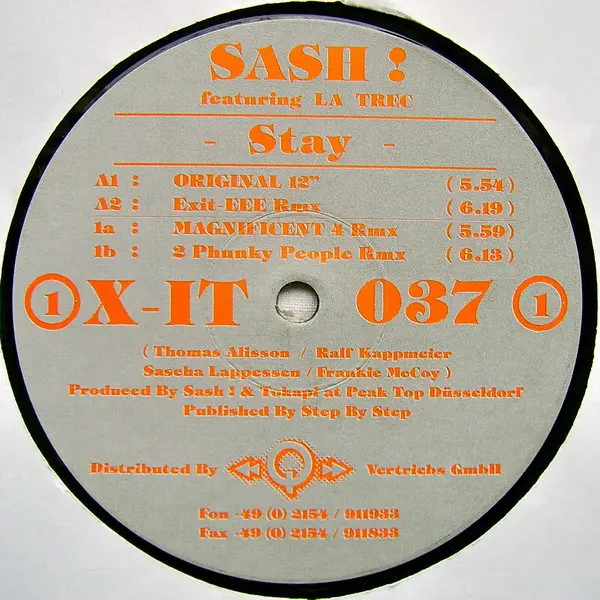 SASH !
featuring LA TREC
- Stay -
A1 : ORIGINAL 12" ( 5.54 )
A2 : Exit-EEE Rmx ( 6.19 )
1a : MAGNIFICENT 4 Rmx ( 5.59 )
1b : 2 Phunky People Rmx ( 6.13 )
1 X-IT 037 1
( Thomas Alisson / Ralf Kappmeier
Sascha Lappessen / Frankie McCoy )
Produced By Sash ! & Tokapi at Peak Top Düsseldorf
Published By Step By Step
Distributed By Vertriebs GmbH
Fon +49 (0) 2154 / 911933
Fax +49 (0) 2154 / 911833